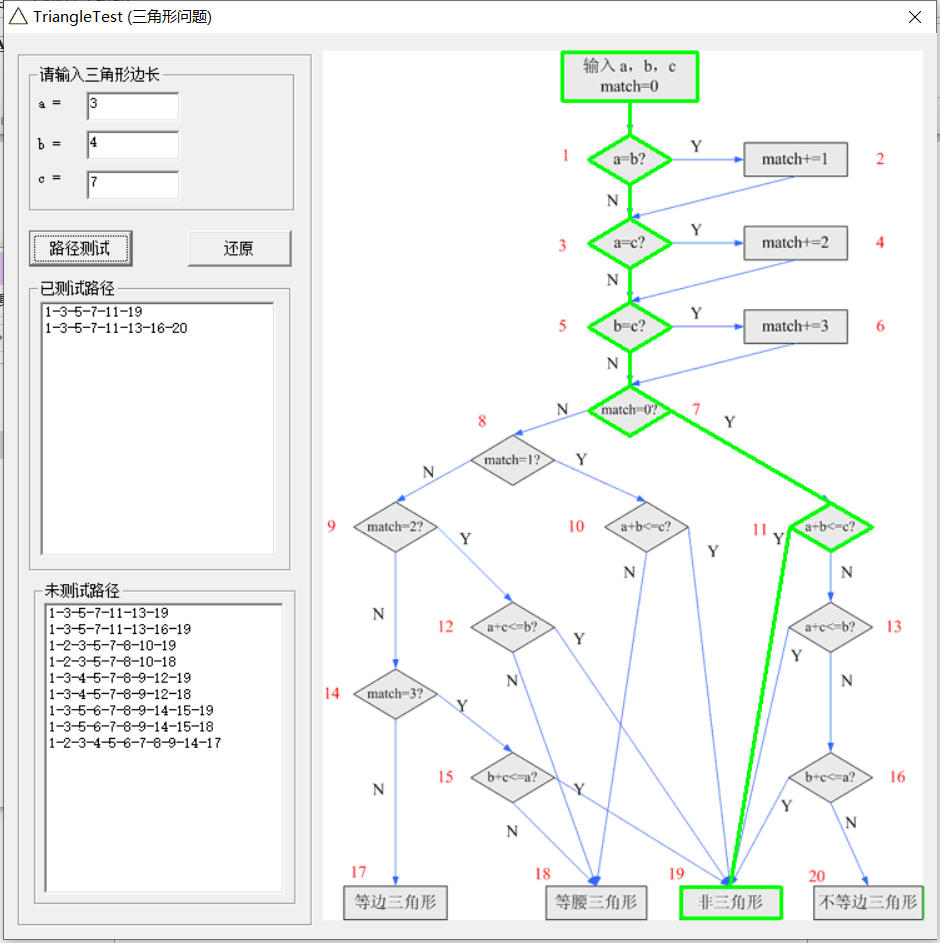 TriangleTest (三角形问题)
请输入三角形边长
a = 3
b = 4
c = 7
路径测试 还原
已测试路径
1-3-5-7-11-19
1-3-5-7-11-13-16-20
未测试路径
1-3-5-7-11-13-19
1-3-5-7-11-13-16-19
1-2-3-5-7-8-10-19
1-2-3-5-7-8-10-18
1-3-4-5-7-8-9-12-19
1-3-4-5-7-8-9-12-18
1-3-5-6-7-8-9-14-15-19
1-3-5-6-7-8-9-14-15-18
1-2-3-4-5-6-7-8-9-14-17
输入 a，b，c
match=0
1 a=b? Y match+=1 2
N
3 a=c? Y match+=2 4
N
5 b=c? Y match+=3 6
N
N match=0? 7 Y
8
N match=1? Y
9 match=2? Y 10 a+b<=c? Y 11 Y a+b<=c?
N N N
12 a+c<=b? Y a+c<=b? 13
N Y N
14 match=3? Y
15 b+c<=a? Y b+c<=a? 16
N N Y N
17 18 19 20
等边三角形 等腰三角形 非三角形 不等边三角形